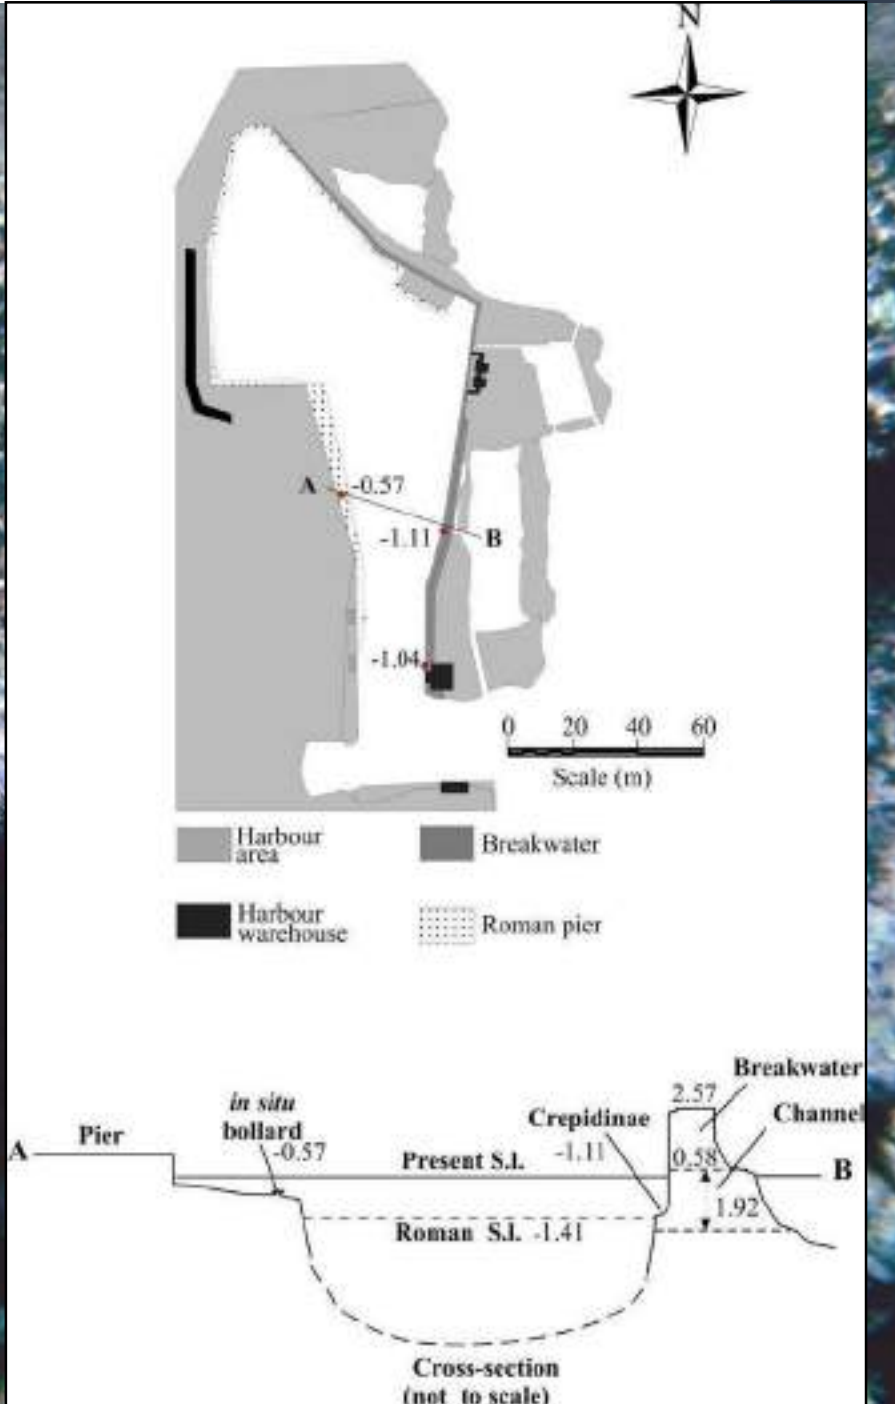 N
A
-0.57
-1.11
B
-1.04
0 20 40 60
Scale (m)
Harbour
area
Breakwater
Harbour
warehouse
Roman pier
Breakwater
2.57
in situ
bollard
Crepidinae
Channel
Pier
A
-0.57
Present S.l.
-1.11
0.58
B
1.92
Roman S.l. -1.41
Cross-section
(not to scale)